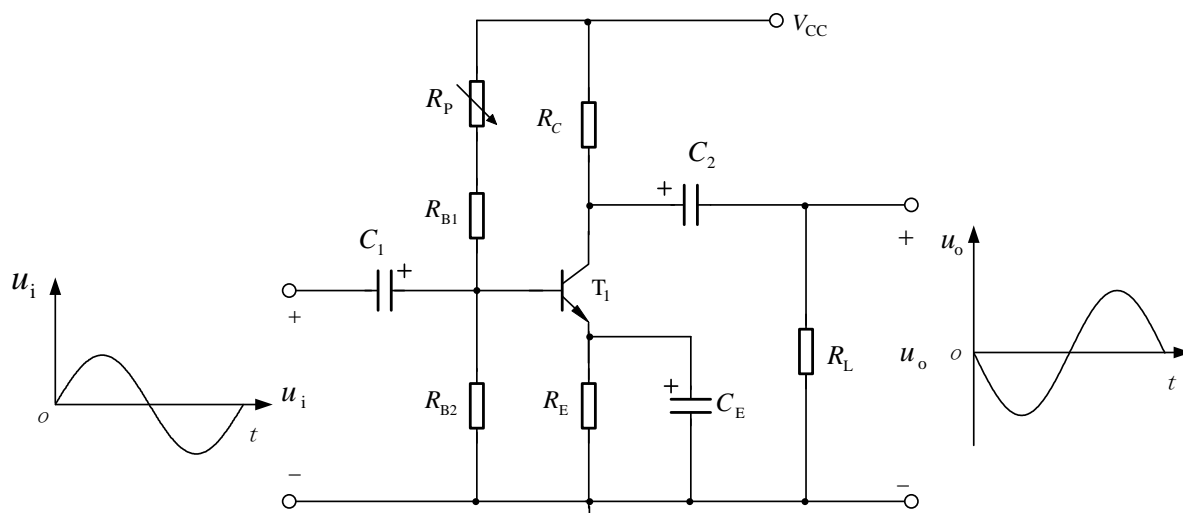 V_CC
R_P
R_C
C_2
+
R_B1
+
u_o
C_1
+
u_i
T_1
+
o
t
u_i
R_B2
R_E
+
C_E
R_L
u_o
o
t
−
−